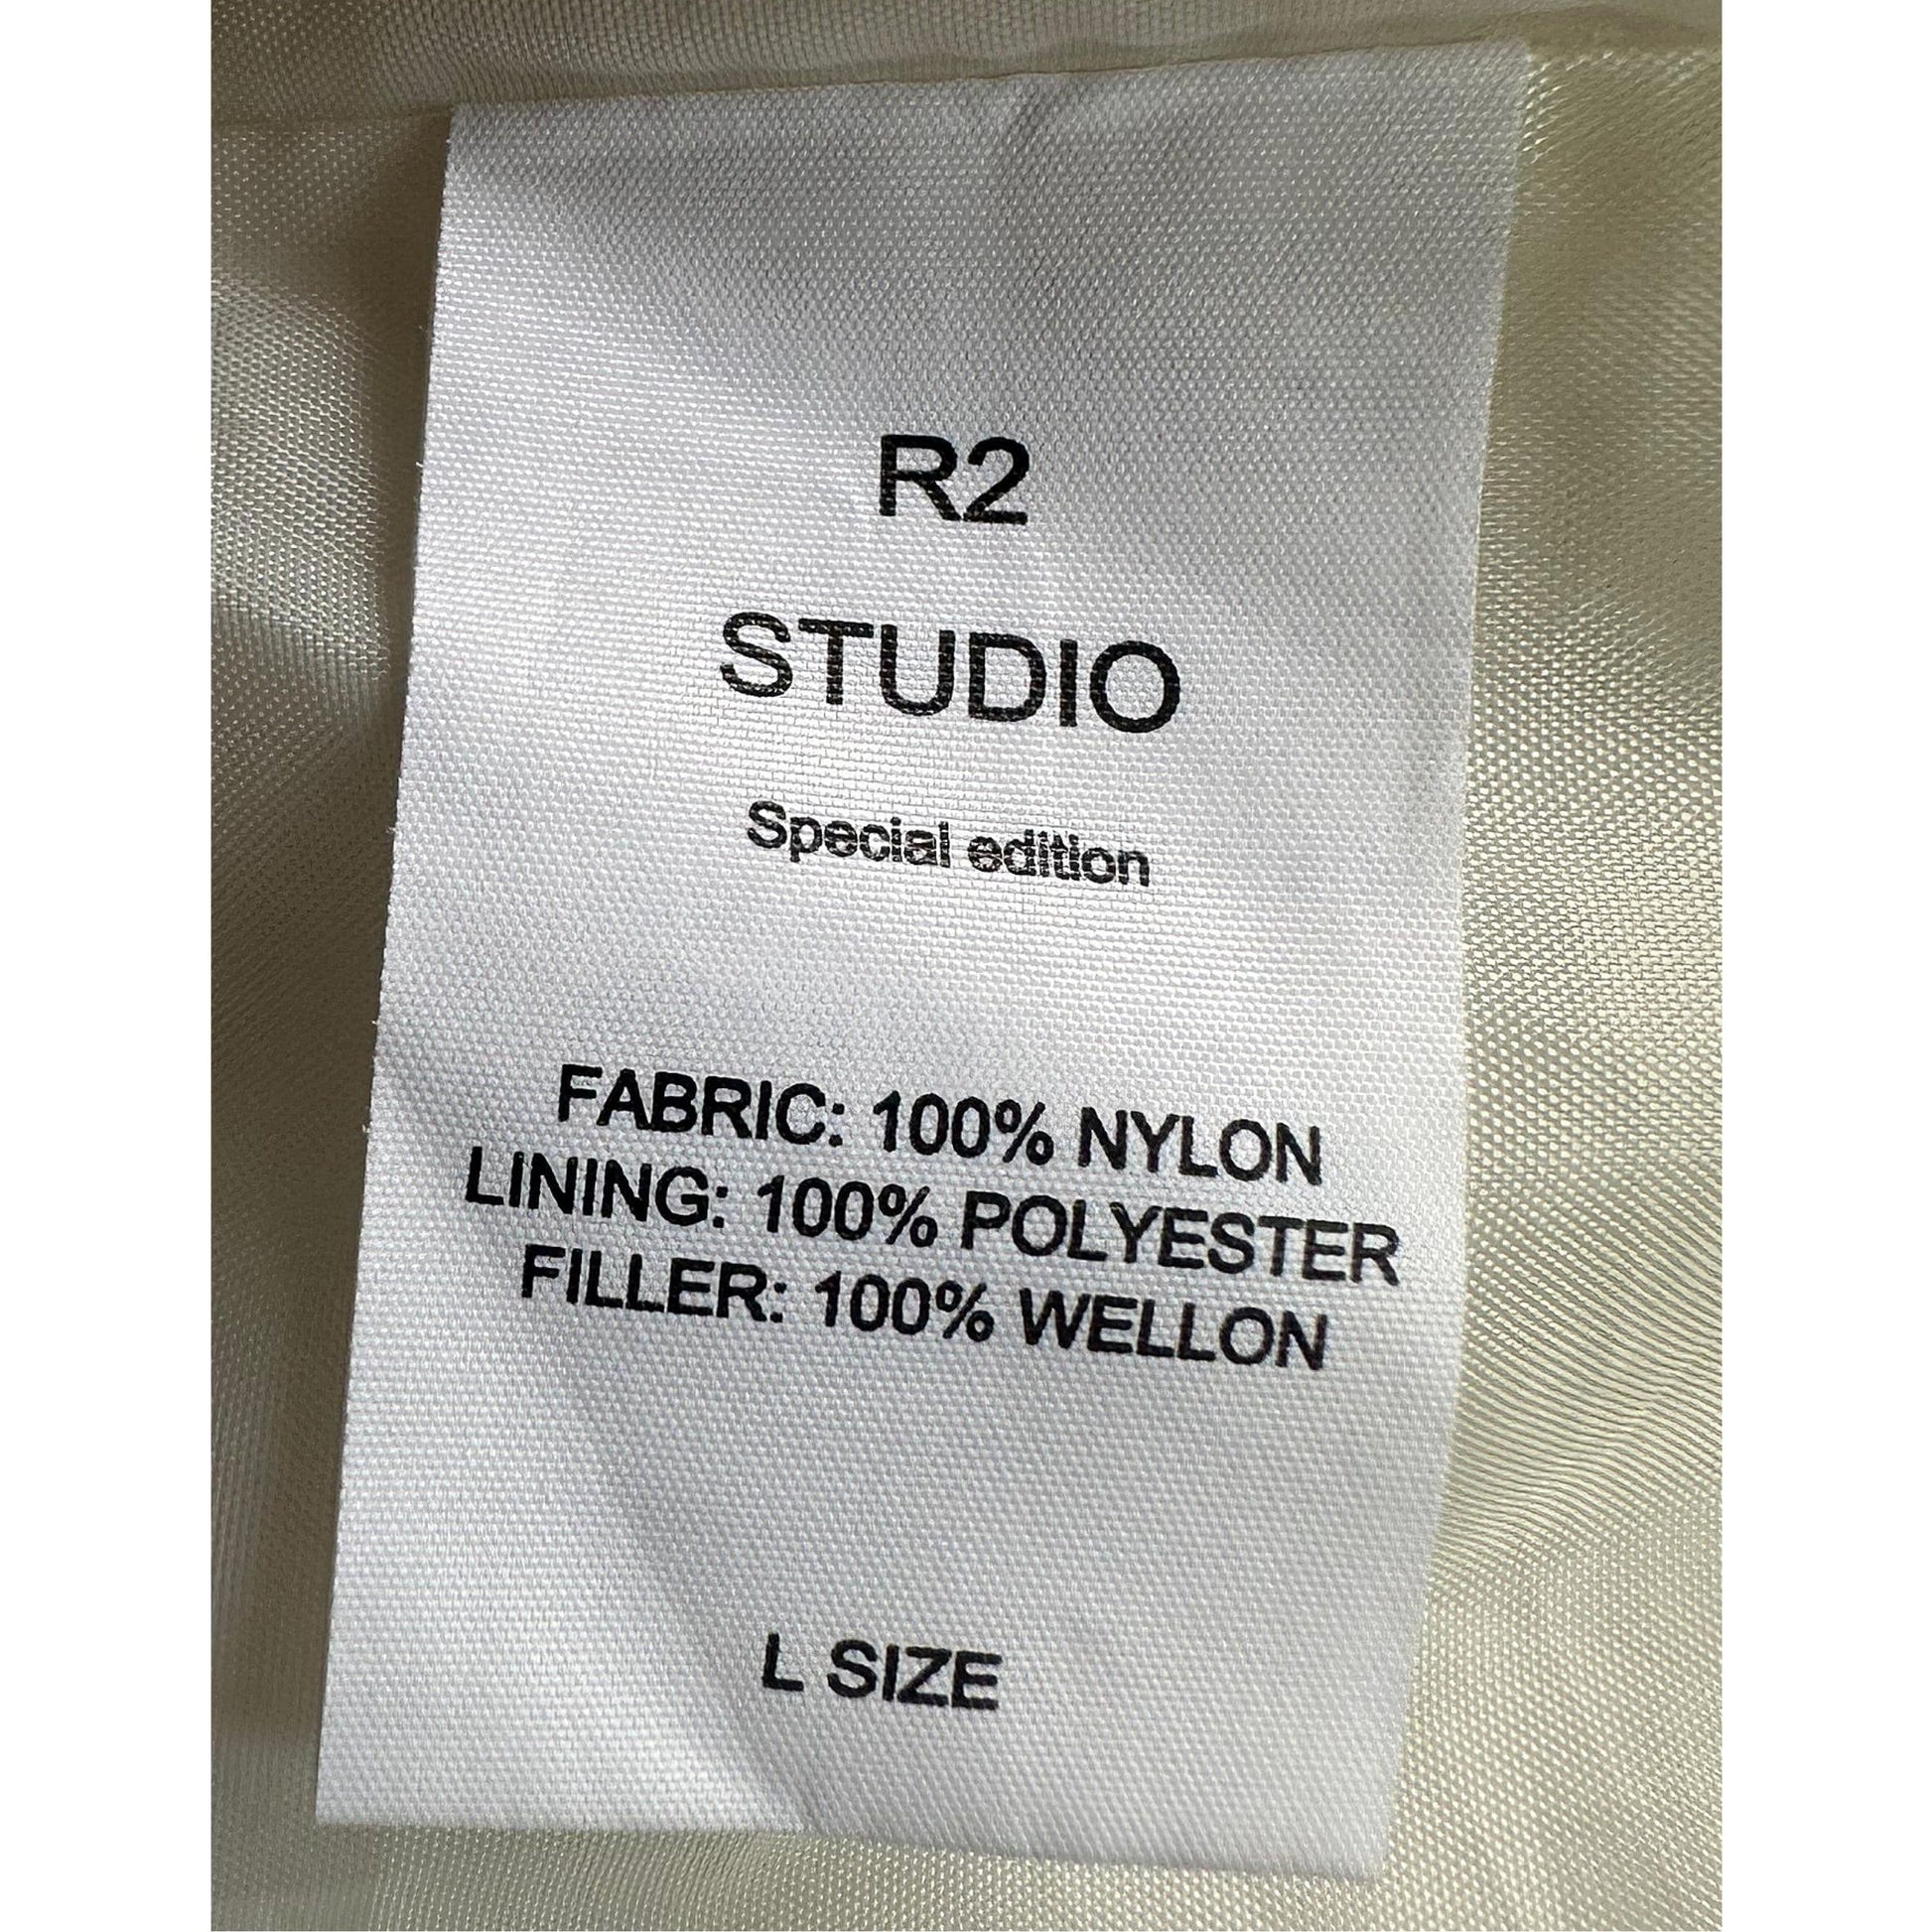 R2
STUDIO
Special edition
FABRIC: 100% NYLON
LINING: 100% POLYESTER
FILLER: 100% WELLON
L SIZE